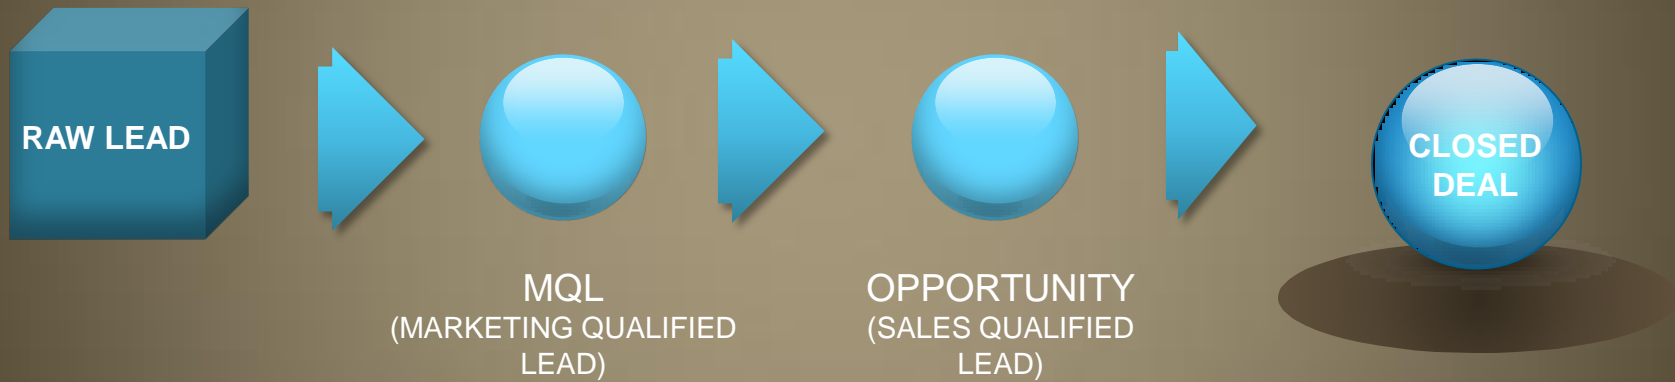 RAW LEAD
MQL
(MARKETING QUALIFIED
LEAD)
OPPORTUNITY
(SALES QUALIFIED
LEAD)
CLOSED
DEAL